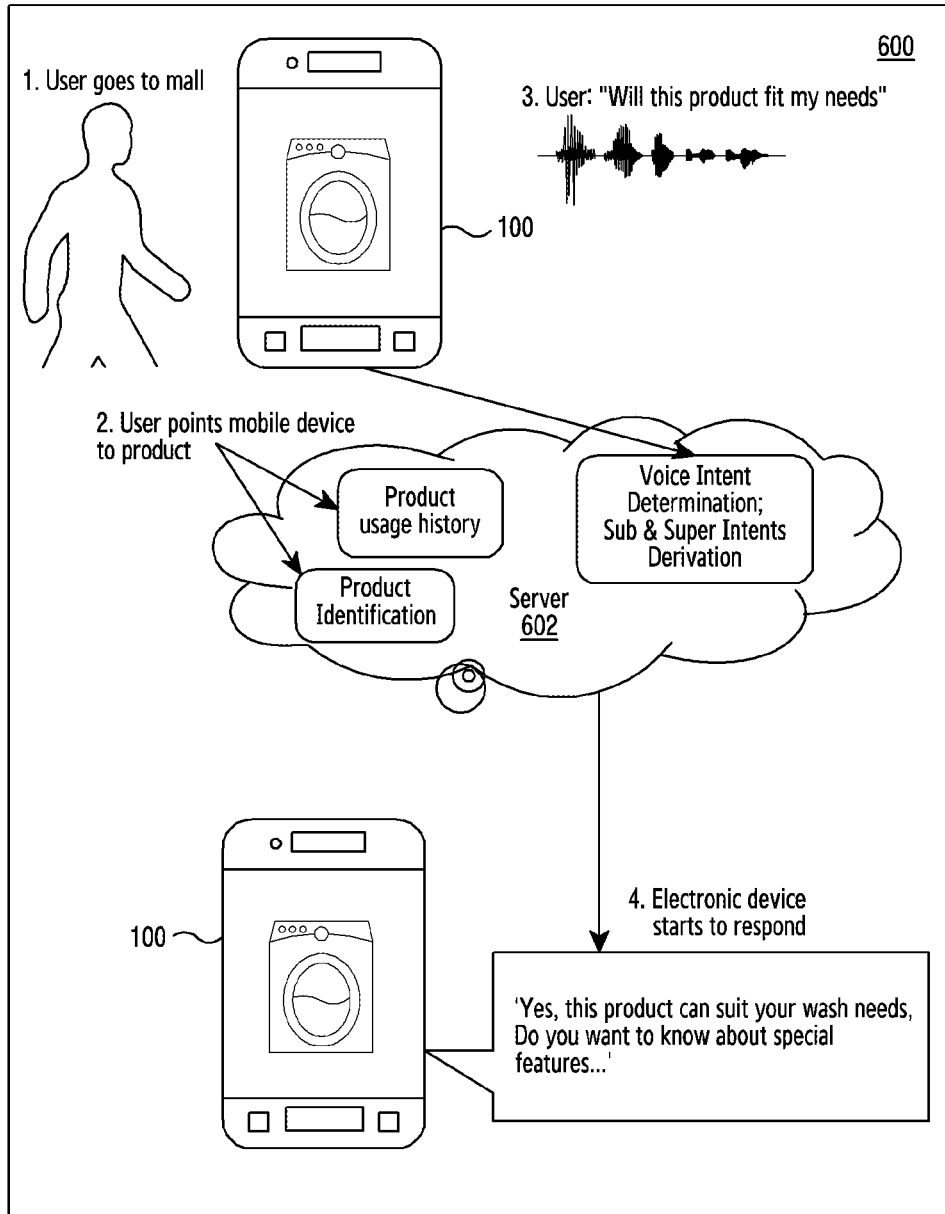 600
1. User goes to mall
3. User: "Will this product fit my needs"
100
2. User points mobile device
to product
Product
usage history
Voice Intent
Determination;
Sub & Super Intents
Derivation
Product
Identification
Server
602
4. Electronic device
starts to respond
100
'Yes, this product can suit your wash needs,
Do you want to know about special
features...'